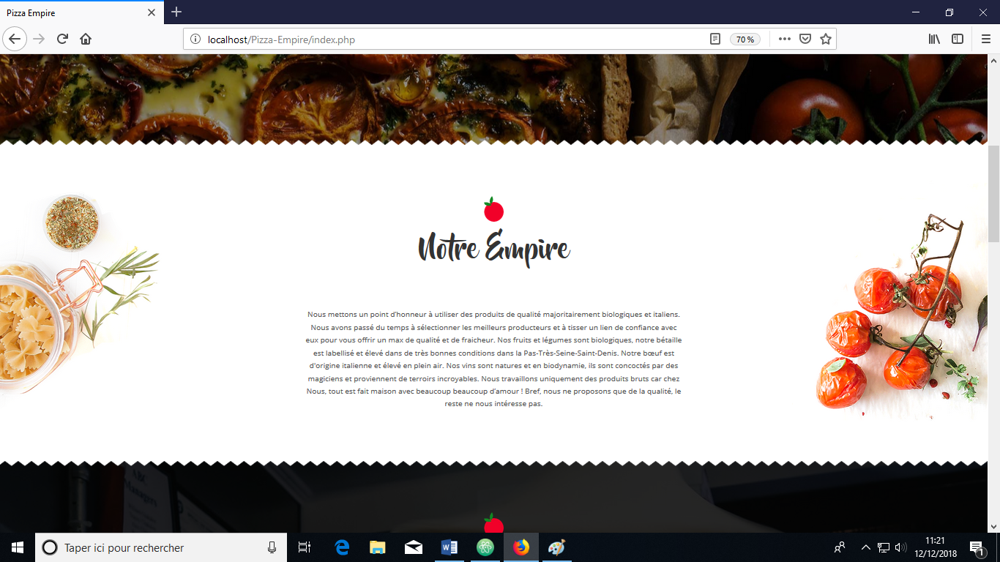 Pizza Empire
localhost/Pizza-Empire/index.php
70 %
Notre Empire
Nous mettons un point d'honneur à utiliser des produits de qualité majoritairement biologiques et italiens.
Nous avons passé du temps à sélectionner les meilleurs producteurs et à tisser un lien de confiance avec
eux pour vous offrir un max de qualité et de fraicheur. Nos fruits et légumes sont biologiques, notre bétaille
est labellisé et élevé dans de très bonnes conditions dans la Pas-Très-Seine-Saint-Denis. Notre bœuf est
d'origine italienne et élevé en plein air. Nos vins sont natures et en biodynamie, ils sont concoctés par des
magiciens et proviennent de terroirs incroyables. Nous travaillons uniquement des produits bruts car chez
Nous, tout est fait maison avec beaucoup beaucoup d'amour ! Bref, nous ne proposons que de la qualité, le
reste ne nous intéresse pas.
ABC
Managers
Taper ici pour rechercher
11:21
12/12/2018
1